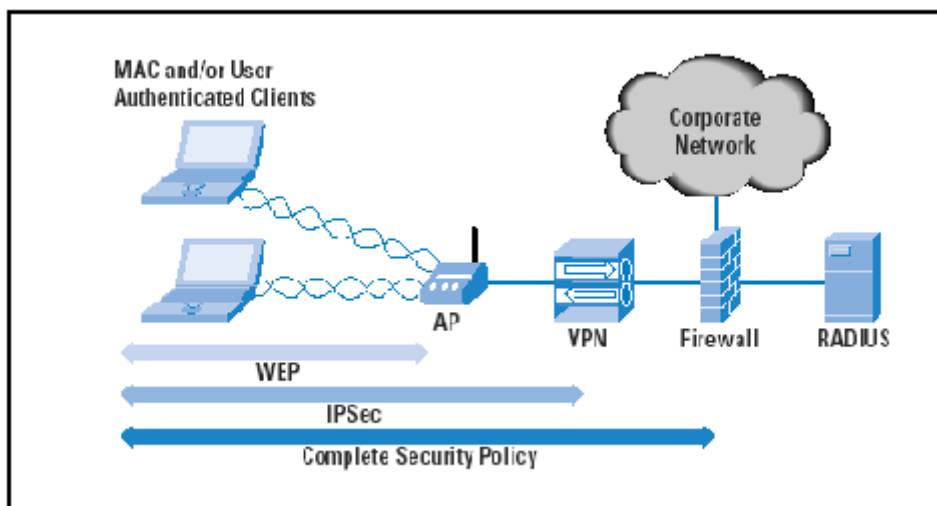 MAC and/or User
Authenticated Clients
Corporate
Network
AP
VPN
Firewall
RADIUS
WEP
IPSec
Complete Security Policy